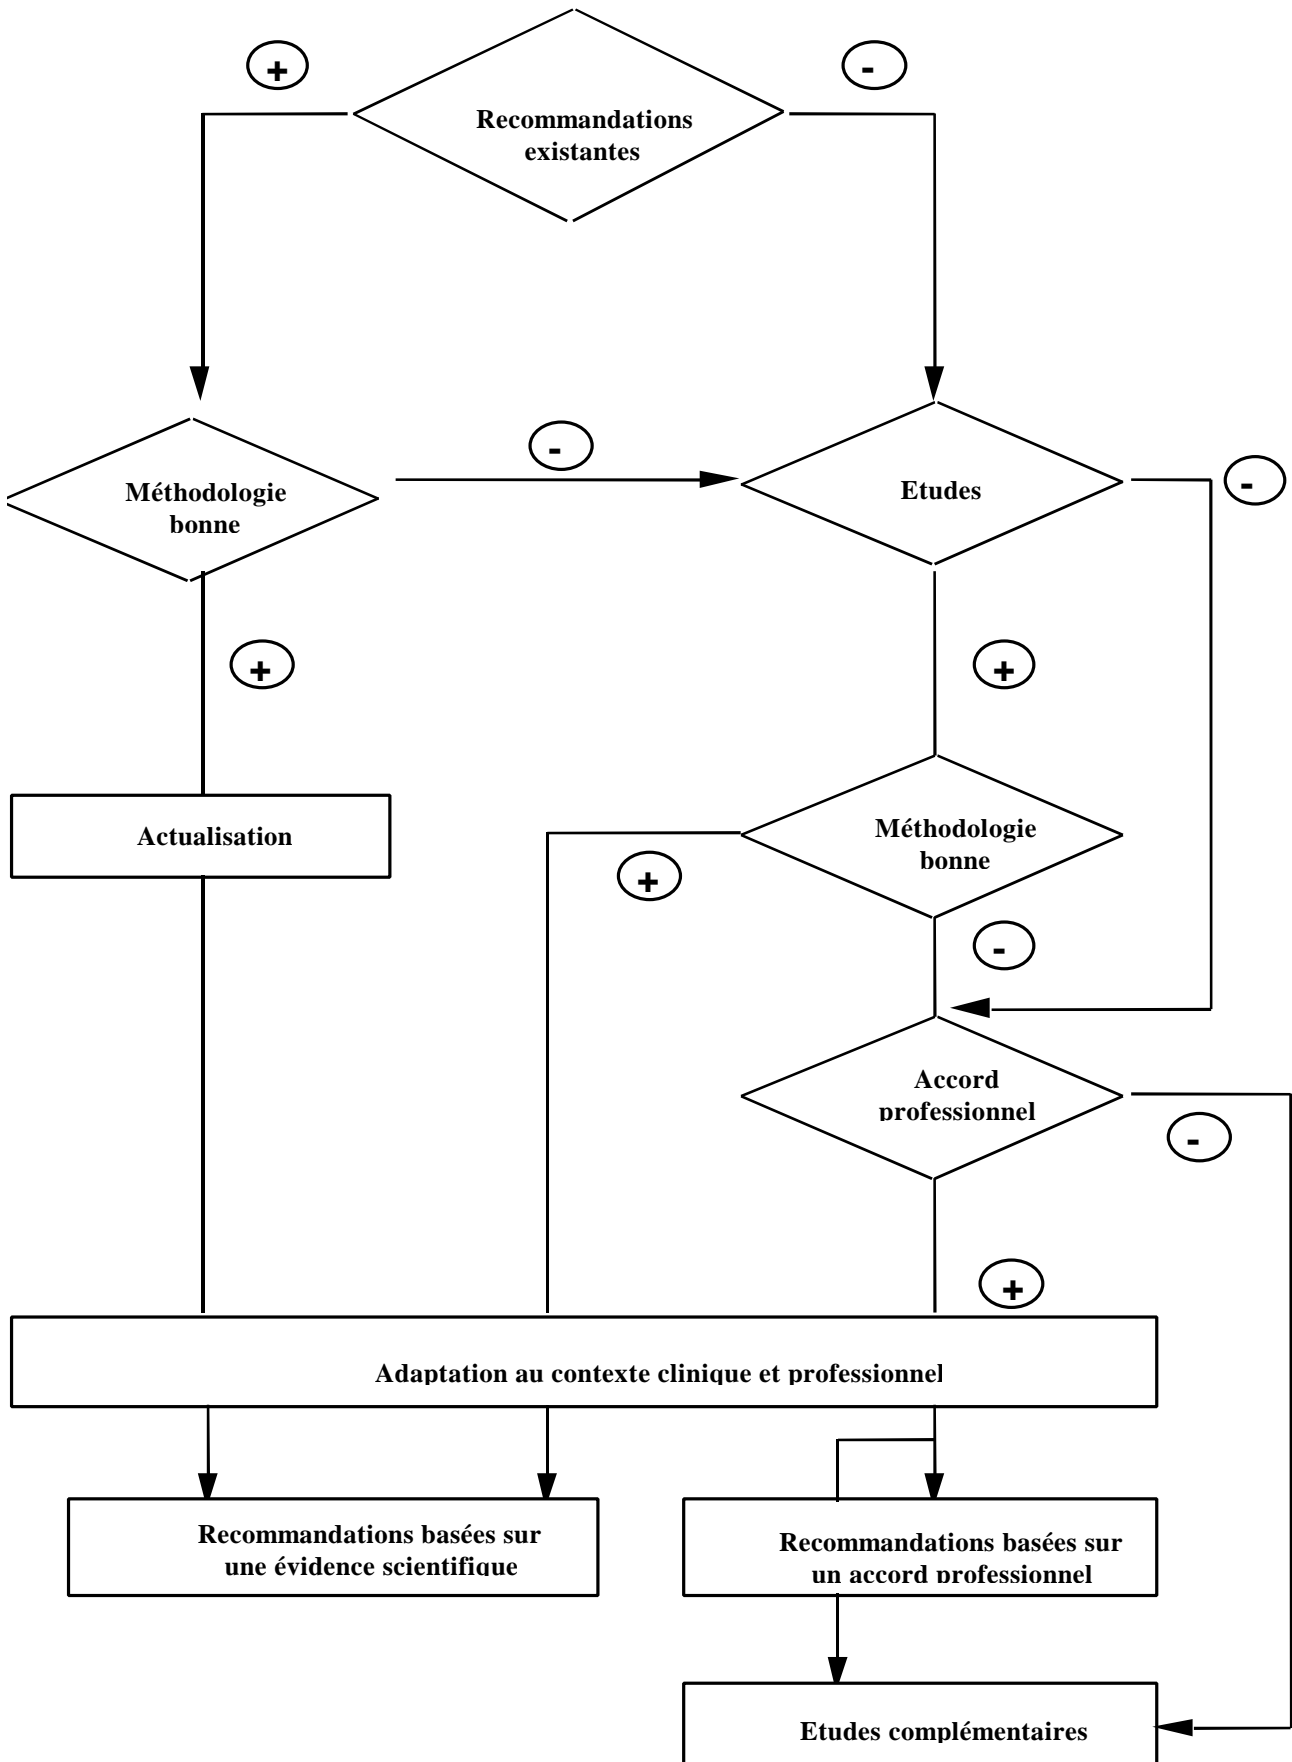 +
-
Recommandations
existantes
-
Méthodologie
bonne
Etudes
-
+
+
Actualisation
Méthodologie
bonne
+
-
Accord
professionnel
-
+
Adaptation au contexte clinique et professionnel
Recommandations basées sur
une évidence scientifique
Recommandations basées sur
un accord professionnel
Etudes complémentaires